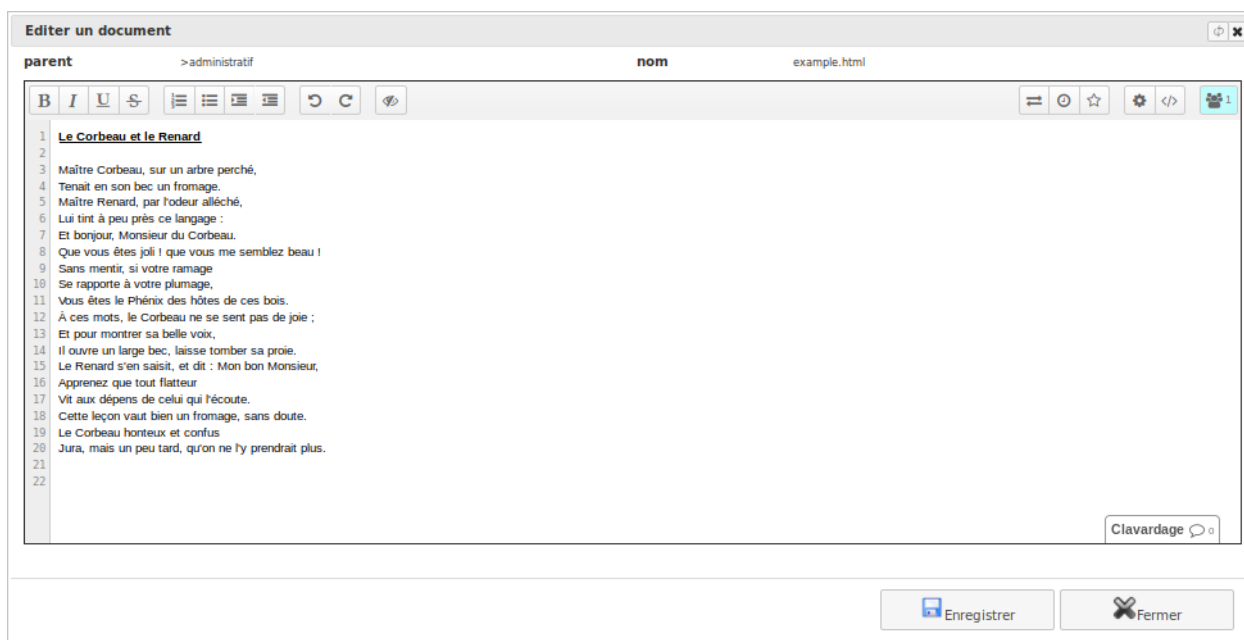 Editer un document
parent >administratif nom example.html
B I U S 1
1 Le Corbeau et le Renard
2
3 Maître Corbeau, sur un arbre perché,
4 Tenait en son bec un fromage.
5 Maître Renard, par l'odeur alléché,
6 Lui tint à peu près ce langage :
7 Et bonjour, Monsieur du Corbeau.
8 Que vous êtes joli ! que vous me semblez beau !
9 Sans mentir, si votre ramage
10 Se rapporte à votre plumage,
11 Vous êtes le Phénix des hôtes de ces bois.
12 À ces mots, le Corbeau ne se sent pas de joie ;
13 Et pour montrer sa belle voix,
14 Il ouvre un large bec, laisse tomber sa proie.
15 Le Renard s'en saisit, et dit : Mon bon Monsieur,
16 Apprenez que tout flatteur
17 Vit aux dépens de celui qui l'écoute.
18 Cette leçon vaut bien un fromage, sans doute.
19 Le Corbeau honteux et confus
20 Jura, mais un peu tard, qu'on ne l'y prendrait plus.
21
22
Clavardage 0
Enregistrer Fermer